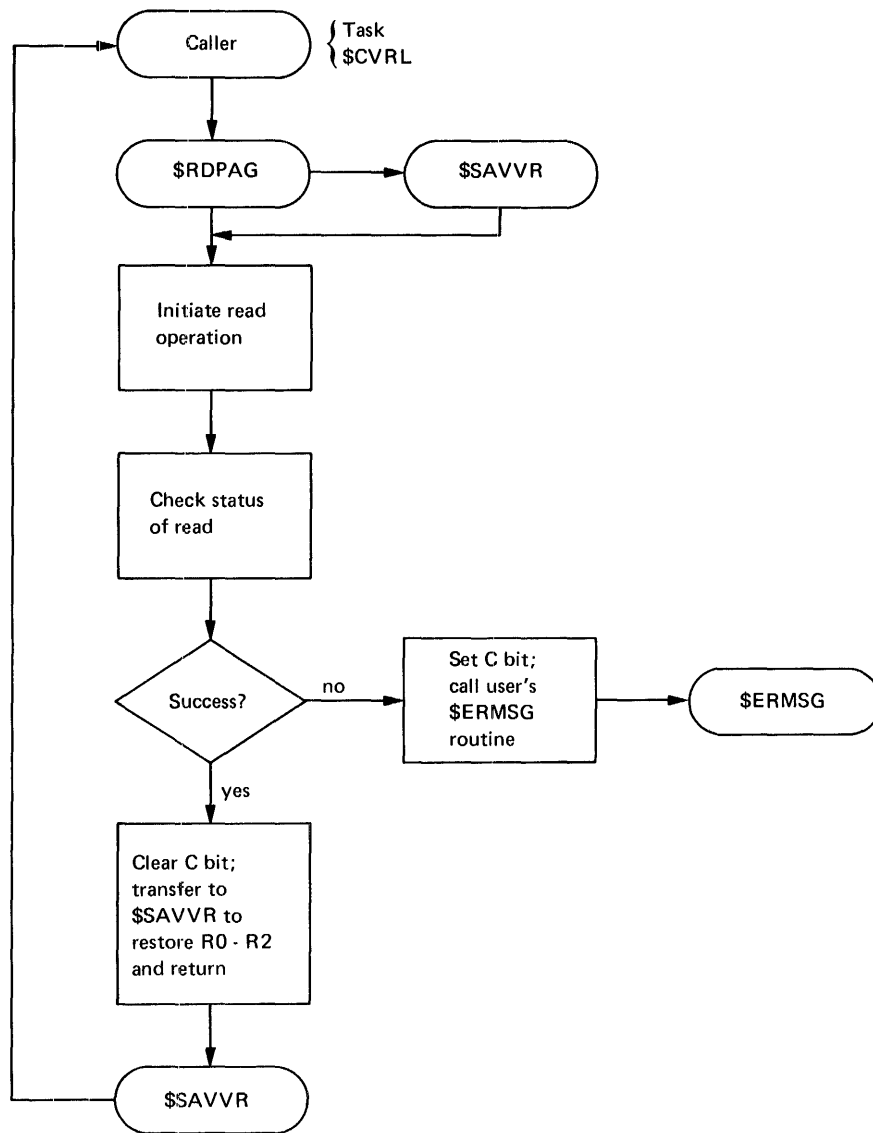 Caller
Task
$CVRL
$RDPAG
$SAVVR
Initiate read
operation
Check status
of read
Success?
no
Set C bit;
call user's
$ERMSG
routine
$ERMSG
yes
Clear C bit;
transfer to
$SAVVR to
restore R0 - R2
and return
$SAVVR